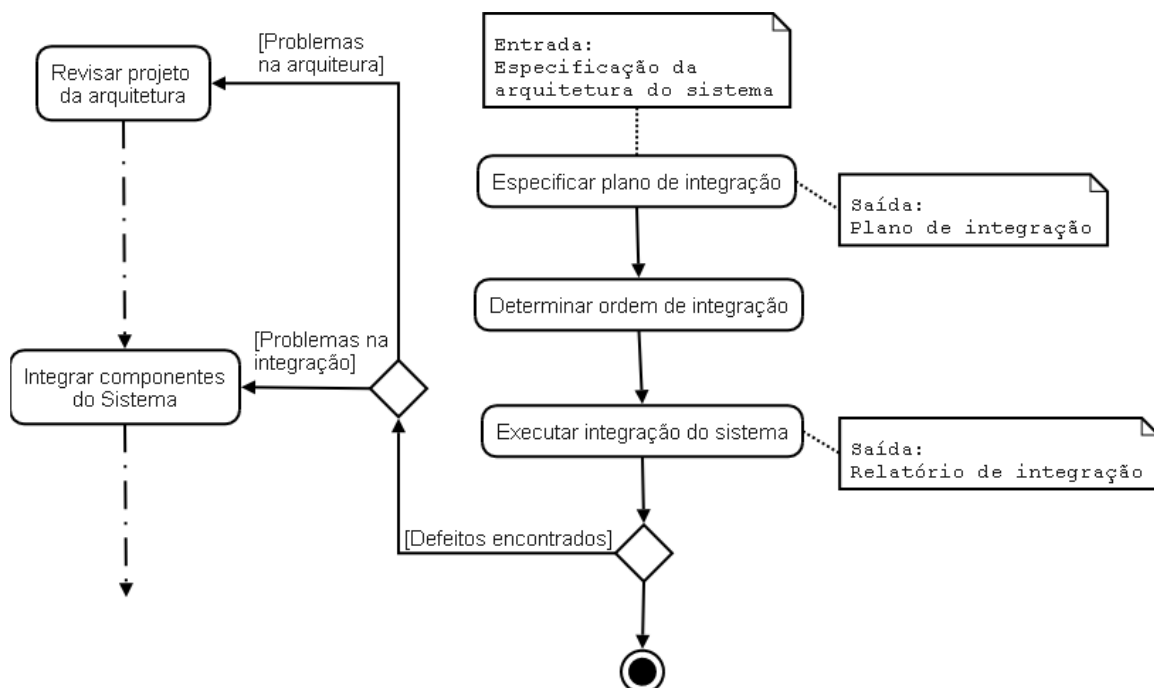 [Problemas
na arquiteura]
Revisar projeto
da arquitetura
Entrada:
Especificação da
arquitetura do sistema
Especificar plano de integração
Saída:
Plano de integração
Determinar ordem de integração
[Problemas na
integração]
Integrar componentes
do Sistema
Executar integração do sistema
Saída:
Relatório de integração
[Defeitos encontrados]